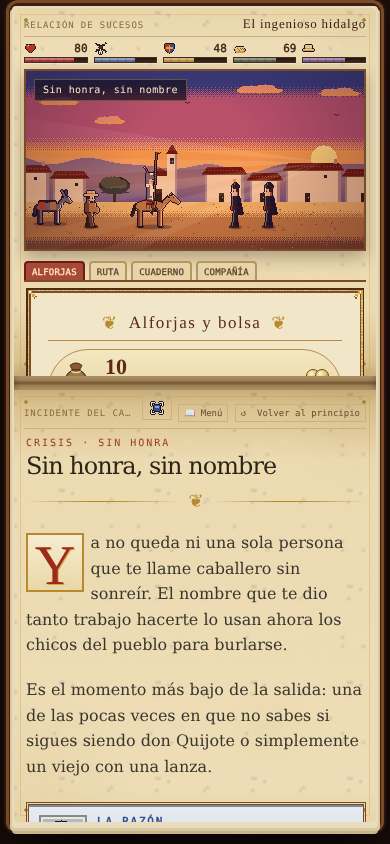 RELACIÓN DE SUCESOS
El ingenioso hidalgo
80
48
69
Sin honra, sin nombre
ALFORJAS
RUTA
CUADERNO
COMPAÑÍA
Alforjas y bolsa
10
INCIDENTE DEL CA…
Menú
Volver al principio
CRISIS · SIN HONRA
Sin honra, sin nombre
Ya no queda ni una sola persona
que te llame caballero sin
sonreír. El nombre que te dio
tanto trabajo hacerte lo usan ahora los
chicos del pueblo para burlarse.
Es el momento más bajo de la salida: una
de las pocas veces en que no sabes si
sigues siendo don Quijote o simplemente
un viejo con una lanza.
LA RAZÓN